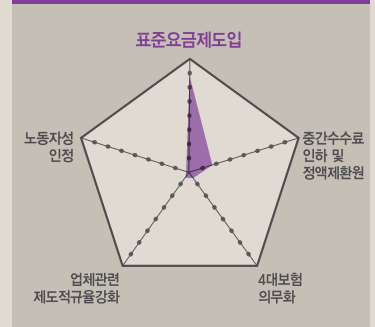 표준요금제도입
노동자성
인정
중간수수료
인하 및
정액제환원
업체관련
제도적규율강화
4대보험
의무화